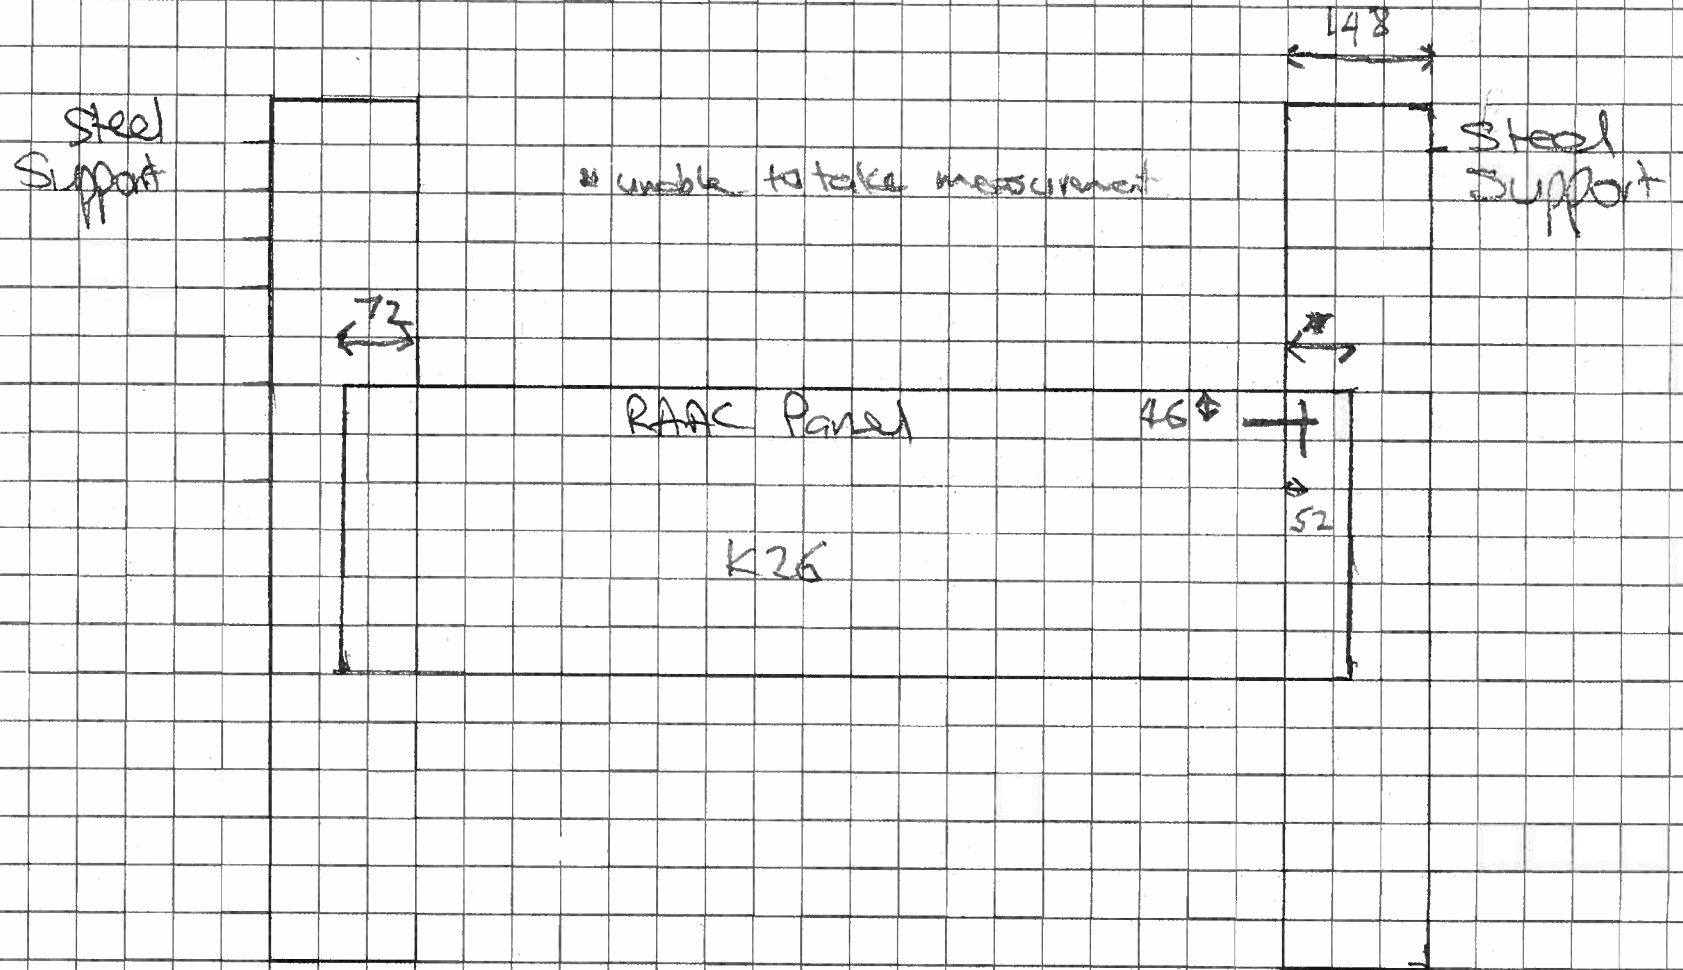 148
Steel
Support
* unable to take measurement
Steel
Support
72
*
RAAC Panel
46
52
K26